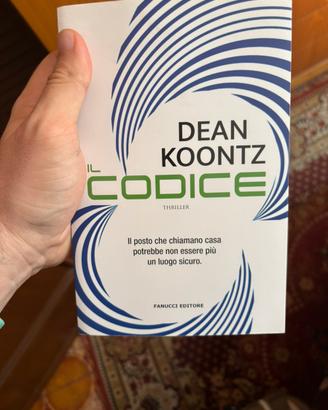 DEAN
KOONTZ
IL
CODICE
THRILLER
Il posto che chiamano casa
potrebbe non essere più
un luogo sicuro.
FANUCCI EDITORE